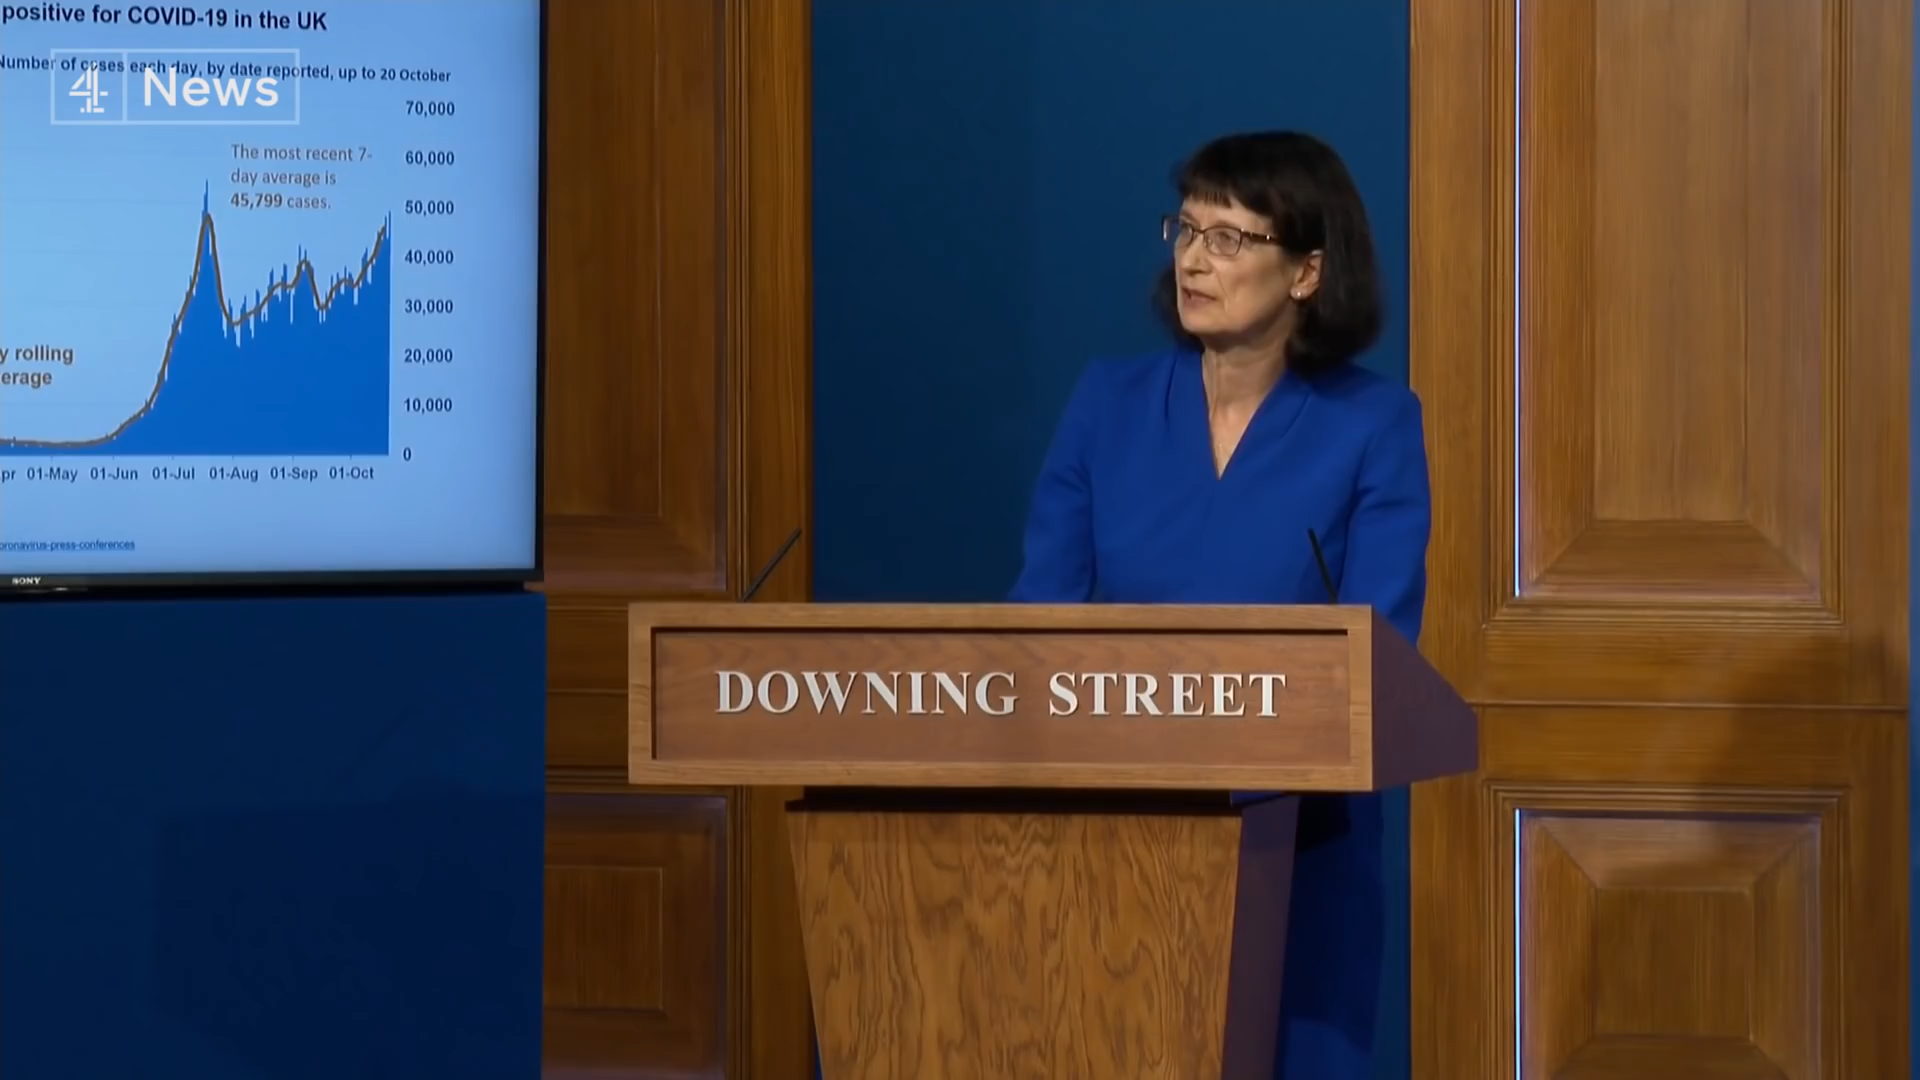 positive for COVID-19 in the UK
Number of cases each day, by date reported, up to 20 October
4 News
70,000
The most recent 7-
day average is
45,799 cases.
60,000
50,000
40,000
30,000
y rolling
erage
20,000
10,000
0
pr 01-May 01-Jun 01-Jul 01-Aug 01-Sep 01-Oct
oronavirus-press-conferences
SONY
DOWNING STREET